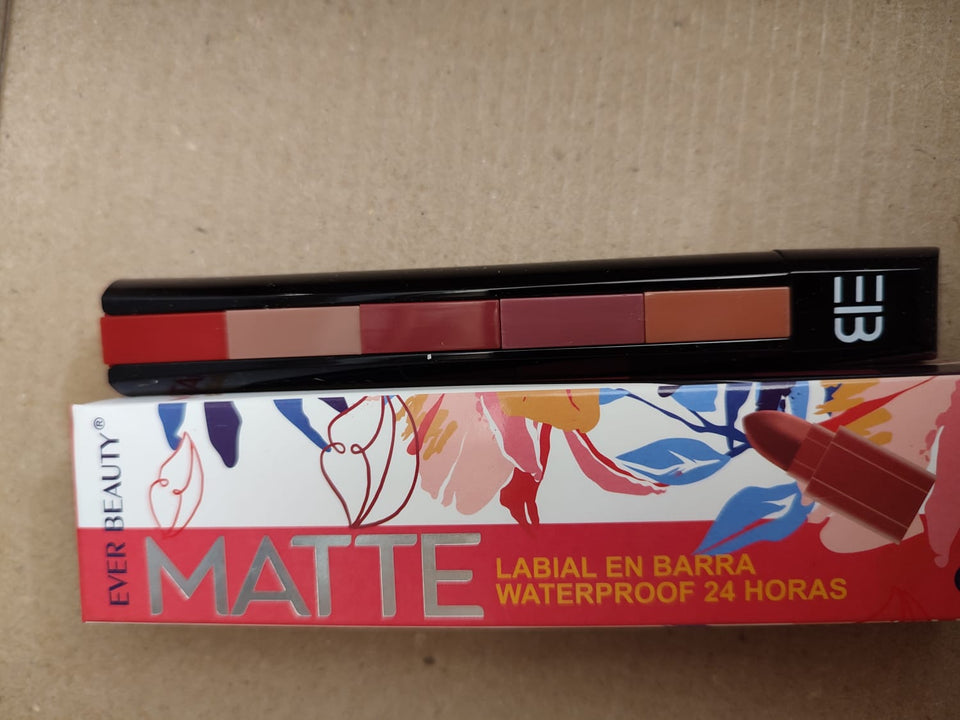 EB
EVER BEAUTY®
MATTE
LABIAL EN BARRA
WATERPROOF 24 HORAS